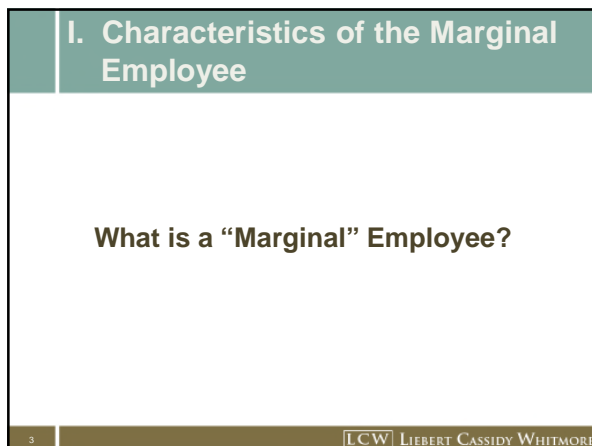 I. Characteristics of the Marginal
Employee
What is a “Marginal” Employee?
3
LCW LIEBERT CASSIDY WHITMORE